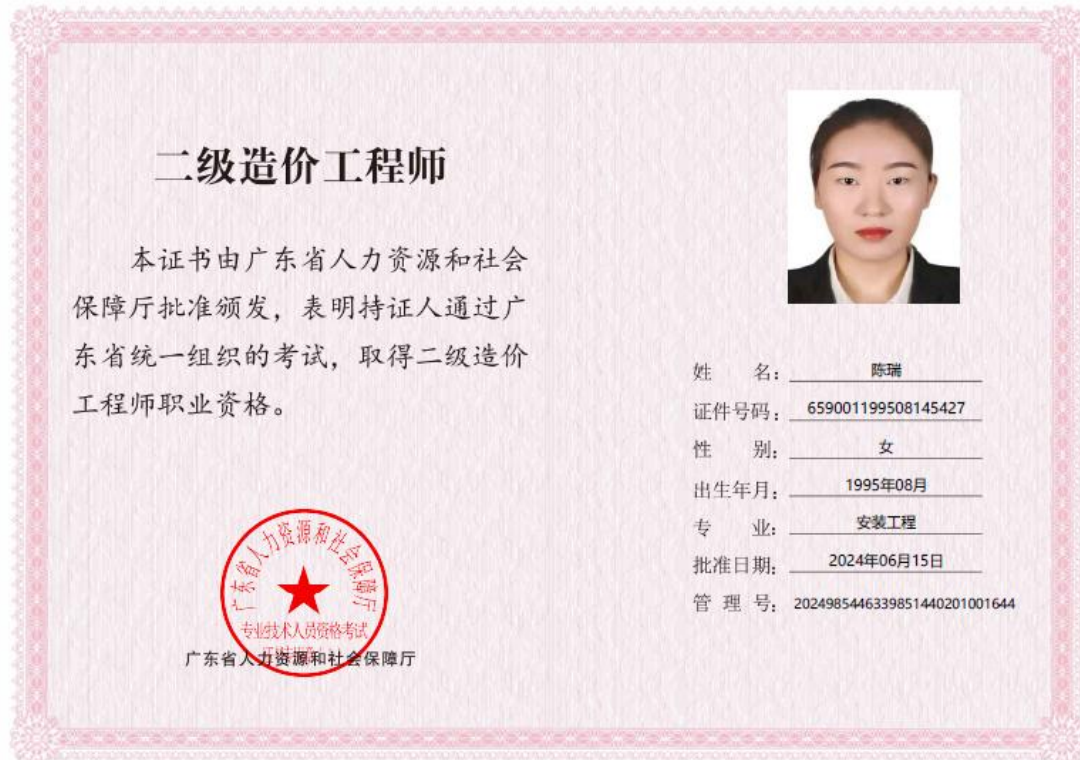 二级造价工程师
本证书由广东省人力资源和社会
保障厅批准颁发，表明持证人通过广
东省统一组织的考试，取得二级造价
工程师职业资格。
姓 名：陈瑞
证件号码：659001199508145427
性 别：女
出生年月：1995年08月
专 业：安装工程
批准日期：2024年06月15日
管 理 号：2024985446339851440201001644
广东省人力资源和社会保障厅
专业技术人员资格考试
广东省人力资源和社会保障厅